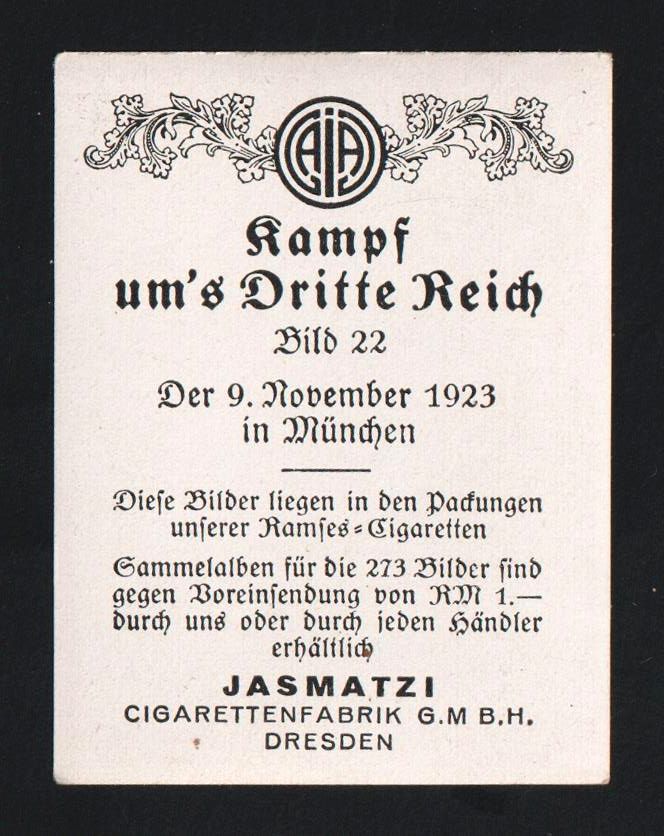 Kampf
um's Dritte Reich
Bild 22
Der 9. November 1923
in München
Dieſe Bilder liegen in den Packungen
unſerer Ramſes=Cigaretten
Sammelalben für die 273 Bilder ſind
gegen Voreinſendung von RM 1.—
durch uns oder durch jeden Händler
erhältlich
JASMATZI
CIGARETTENFABRIK G.M B.H.
DRESDEN